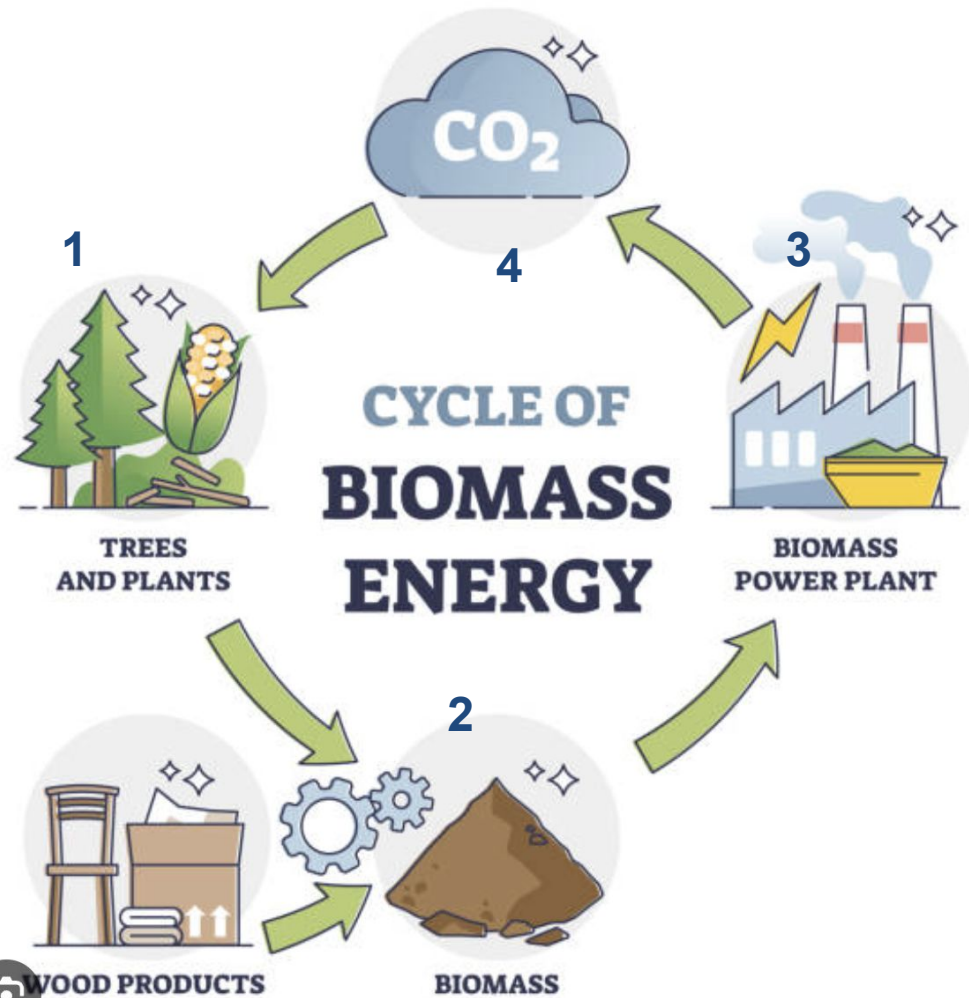 CO₂
1
4
3
CYCLE OF
BIOMASS
ENERGY
TREES
AND PLANTS
BIOMASS
POWER PLANT
2
WOOD PRODUCTS
BIOMASS